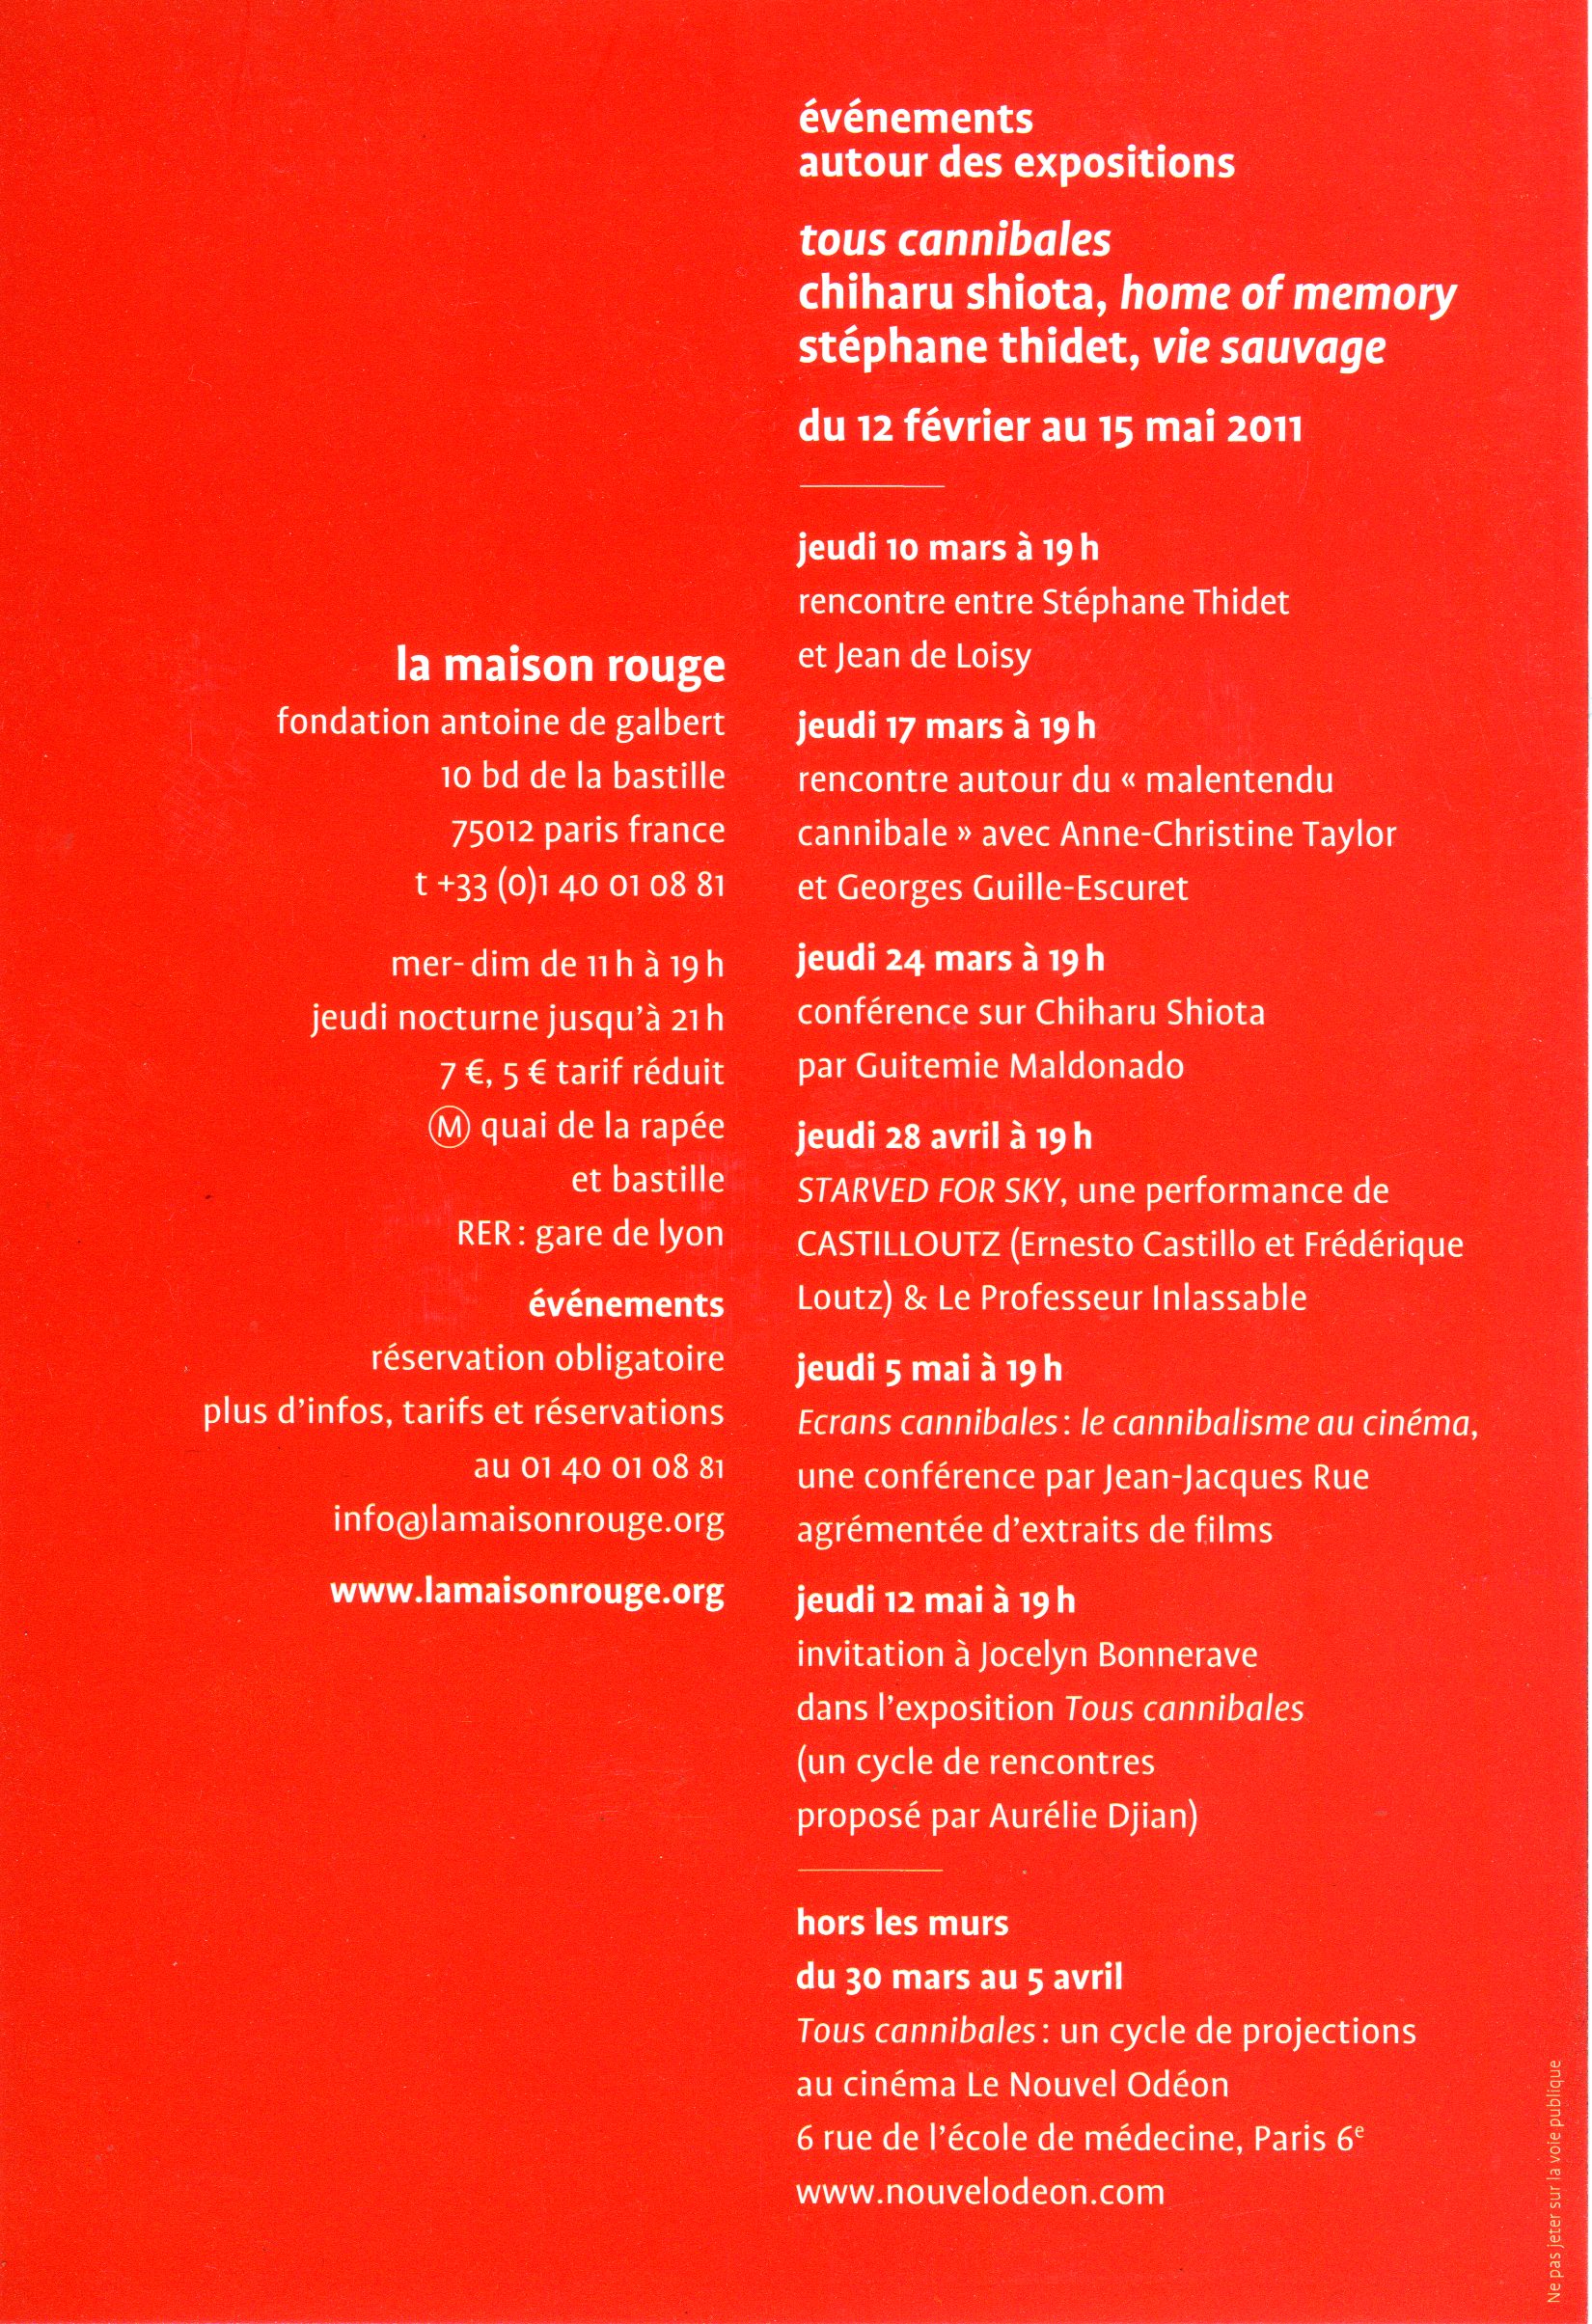 événements
autour des expositions
tous cannibales
chiharu shiota, home of memory
stéphane thidet, vie sauvage
du 12 février au 15 mai 2011
jeudi 10 mars à 19 h
rencontre entre Stéphane Thidet
et Jean de Loisy
jeudi 17 mars à 19 h
rencontre autour du « malentendu
cannibale » avec Anne-Christine Taylor
et Georges Guille-Escuret
jeudi 24 mars à 19 h
conférence sur Chiharu Shiota
par Guitemie Maldonado
jeudi 28 avril à 19 h
STARVED FOR SKY, une performance de
CASTILLOUTZ (Ernesto Castillo et Frédérique
Loutz) & Le Professeur Inlassable
jeudi 5 mai à 19 h
Ecrans cannibales : le cannibalisme au cinéma,
une conférence par Jean-Jacques Rue
agrémentée d'extraits de films
jeudi 12 mai à 19 h
invitation à Jocelyn Bonnerave
dans l'exposition Tous cannibales
(un cycle de rencontres
proposé par Aurélie Djian)
hors les murs
du 30 mars au 5 avril
Tous cannibales : un cycle de projections
au cinéma Le Nouvel Odéon
6 rue de l'école de médecine, Paris 6e
www.nouvelodeon.com
la maison rouge
fondation antoine de galbert
10 bd de la bastille
75012 paris france
t +33 (0)1 40 01 08 81
mer- dim de 11 h à 19 h
jeudi nocturne jusqu'à 21 h
7 €, 5 € tarif réduit
M quai de la rapée
et bastille
RER : gare de lyon
événements
réservation obligatoire
plus d'infos, tarifs et réservations
au 01 40 01 08 81
info@lamaisonrouge.org
www.lamaisonrouge.org
Ne pas jeter sur la voie publique